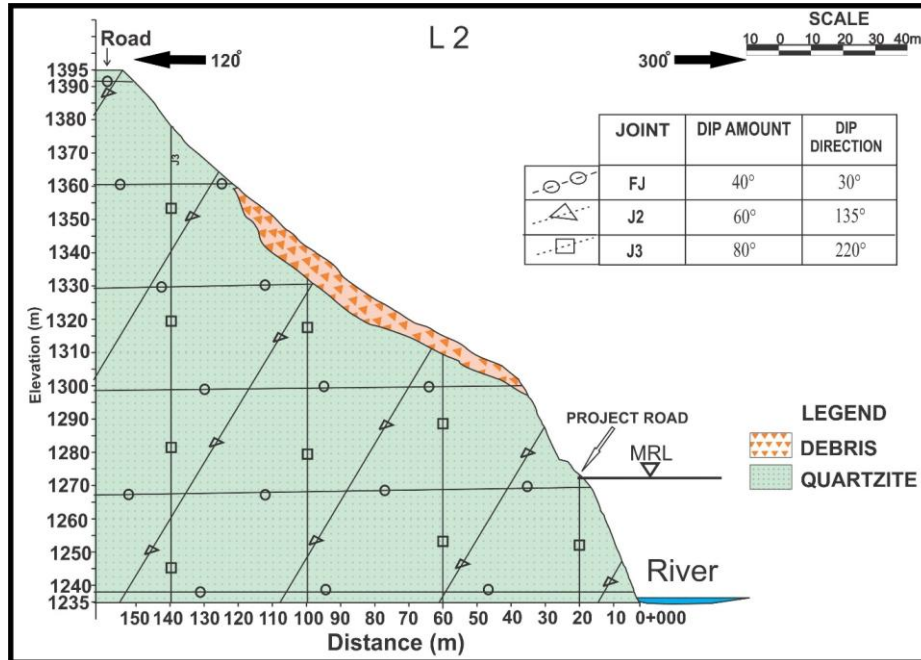 L 2
SCALE
10 0 10 20 30 40m
Road
120°
300°
JOINT DIP AMOUNT DIP DIRECTION
FJ 40° 30°
J2 60° 135°
J3 80° 220°
J3
Elevation (m)
1395
1390
1380
1370
1360
1350
1340
1330
1320
1310
1300
1290
1280
1270
1260
1250
1240
1235
PROJECT ROAD
MRL
LEGEND
DEBRIS
QUARTZITE
River
150 140 130 120 110 100 90 80 70 60 50 40 30 20 10 0+000
Distance (m)